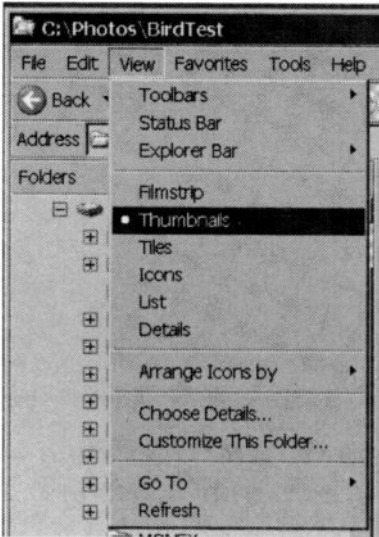 C:\Photos\BirdTest
File Edit View Favorites Tools Help
Back
Address
Folders
Toolbars
Status Bar
Explorer Bar
Filmstrip
Thumbnails
Tiles
Icons
List
Details
Arrange Icons by
Choose Details...
Customize This Folder...
Go To
Refresh